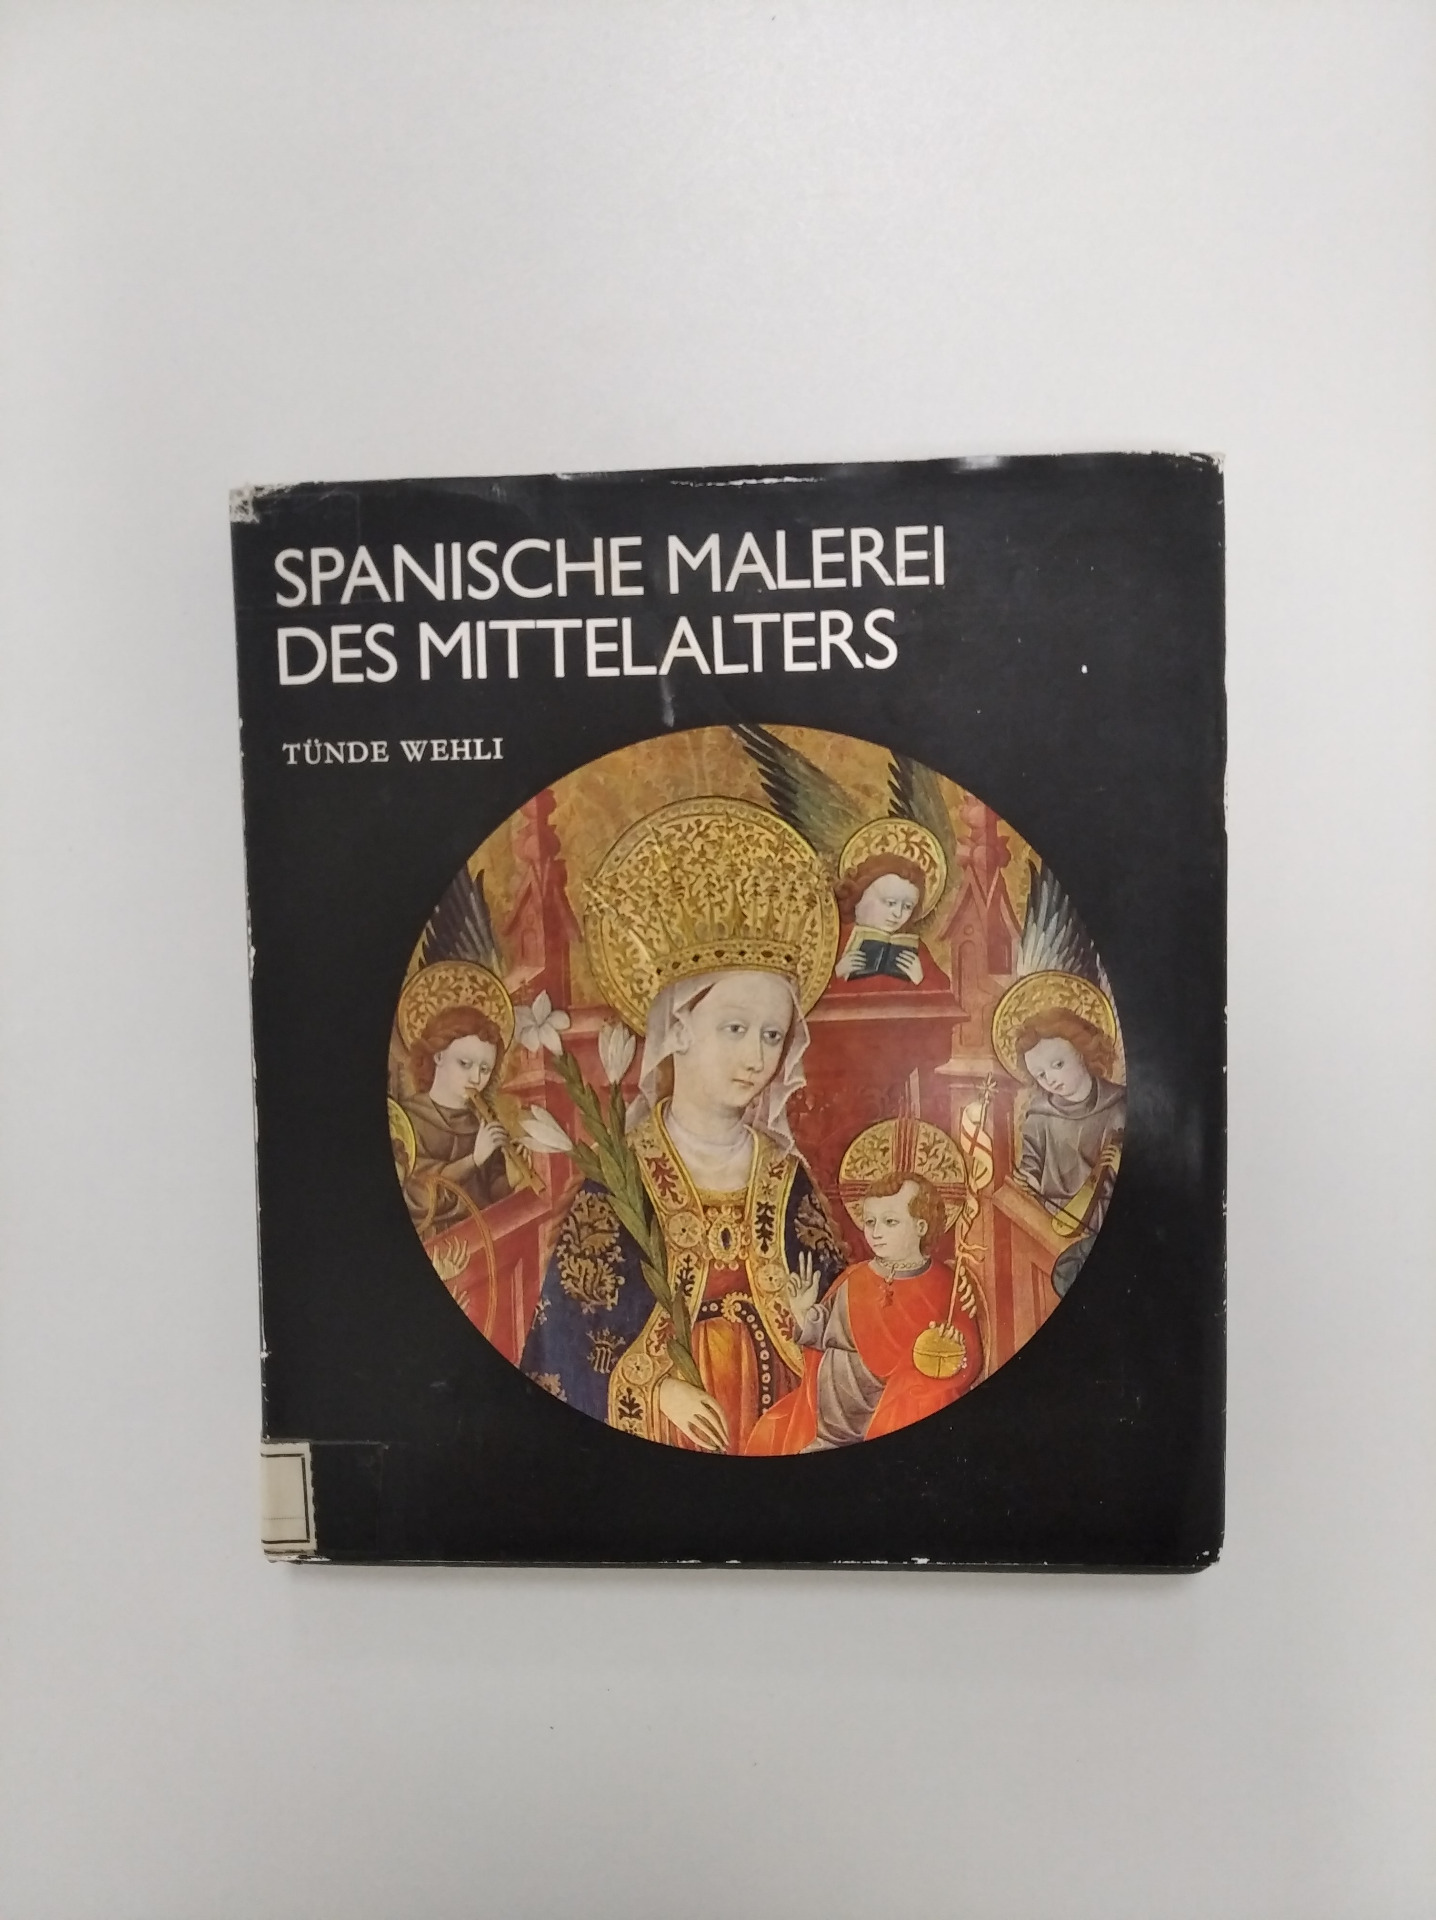 SPANISCHE MALEREI
DES MITTELALTERS
TÜNDE WEHLI